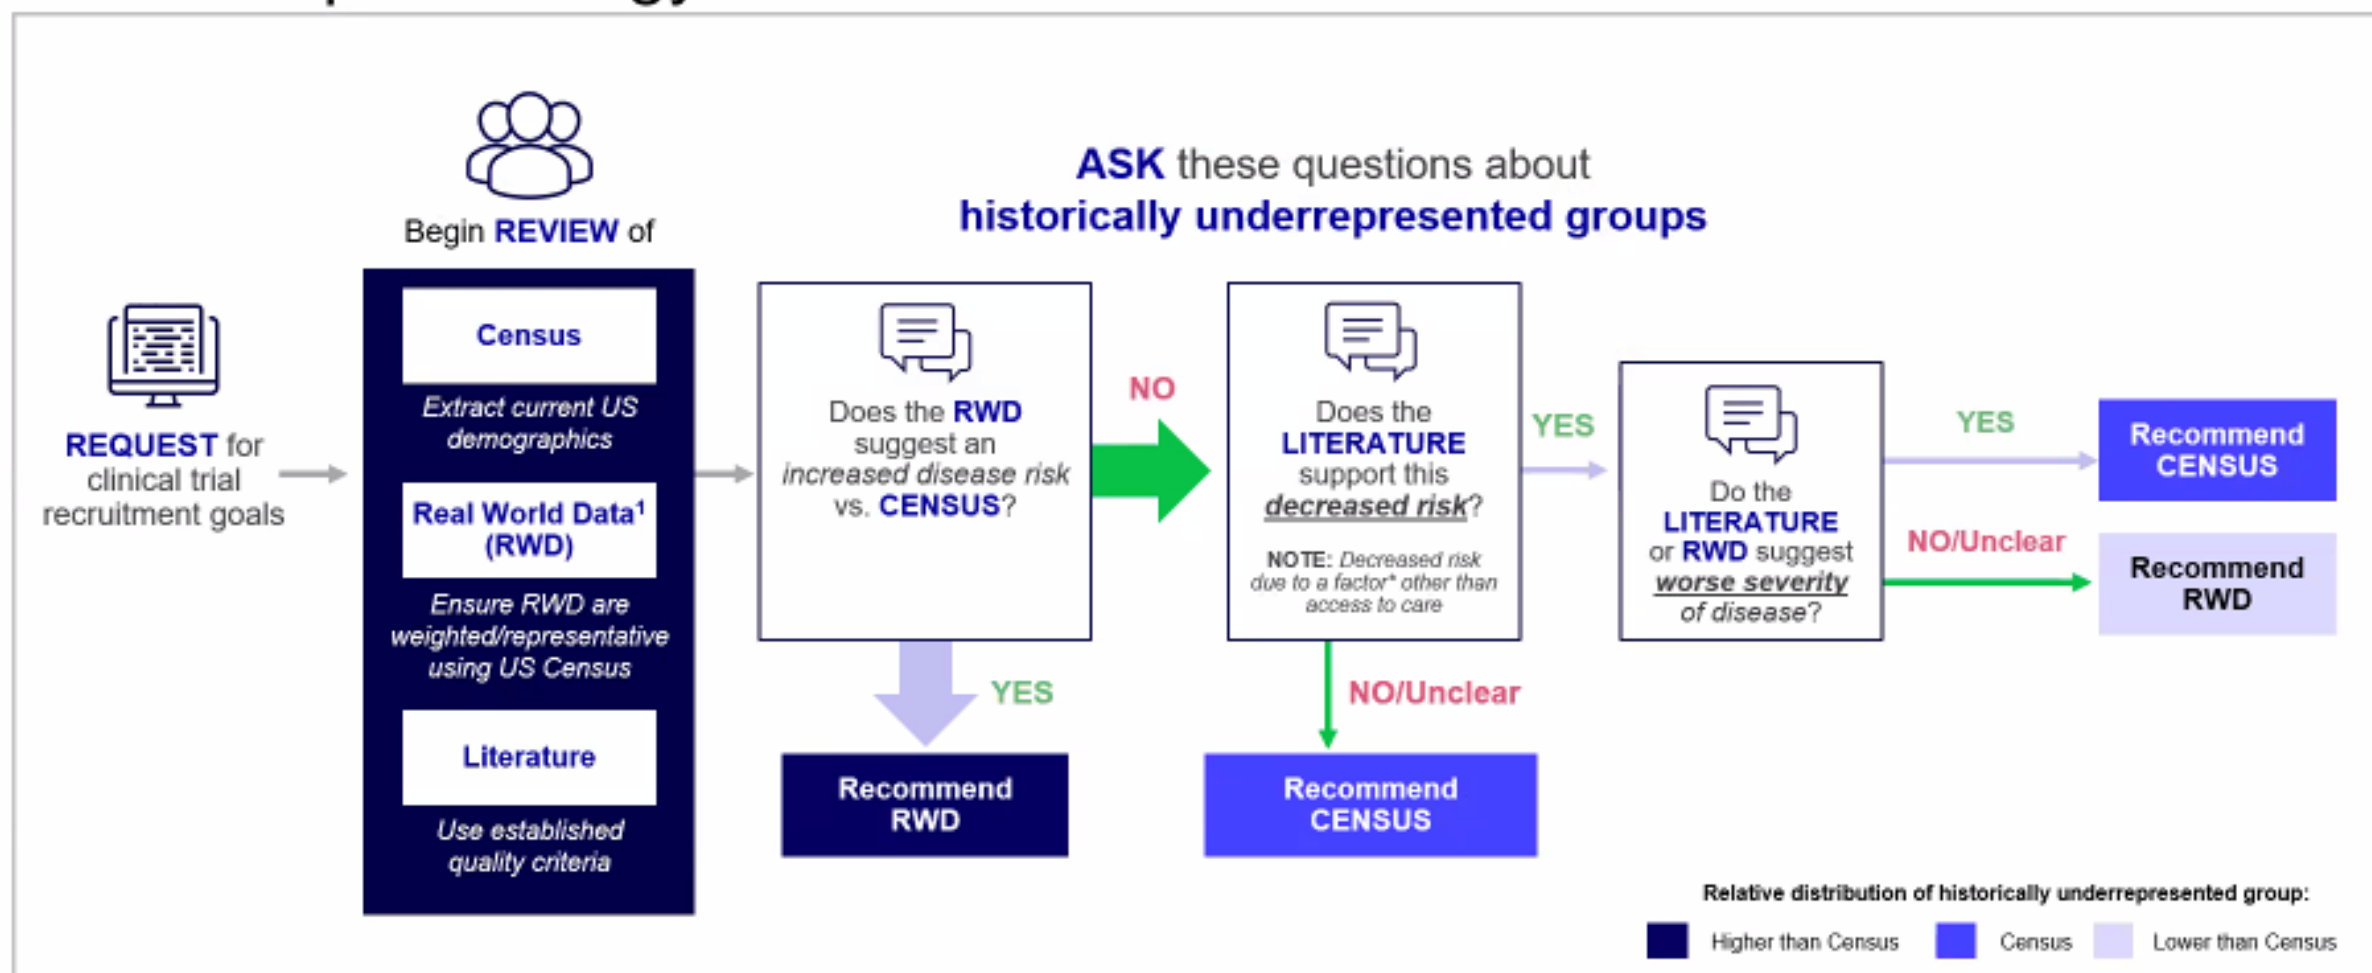 ASK these questions about
historically underrepresented groups
Begin REVIEW of
REQUEST for
clinical trial
recruitment goals
Census
Extract current US
demographics
Real World Data¹
(RWD)
Ensure RWD are
weighted/representative
using US Census
Literature
Use established
quality criteria
Does the RWD
suggest an
increased disease risk
vs. CENSUS?
NO
YES
Recommend
RWD
Does the
LITERATURE
support this
decreased risk?
NOTE: Decreased risk
due to a factor* other than
access to care
YES
NO/Unclear
Recommend
CENSUS
Do the
LITERATURE
or RWD suggest
worse severity
of disease?
YES
Recommend
CENSUS
NO/Unclear
Recommend
RWD
Relative distribution of historically underrepresented group:
Higher than Census
Census
Lower than Census